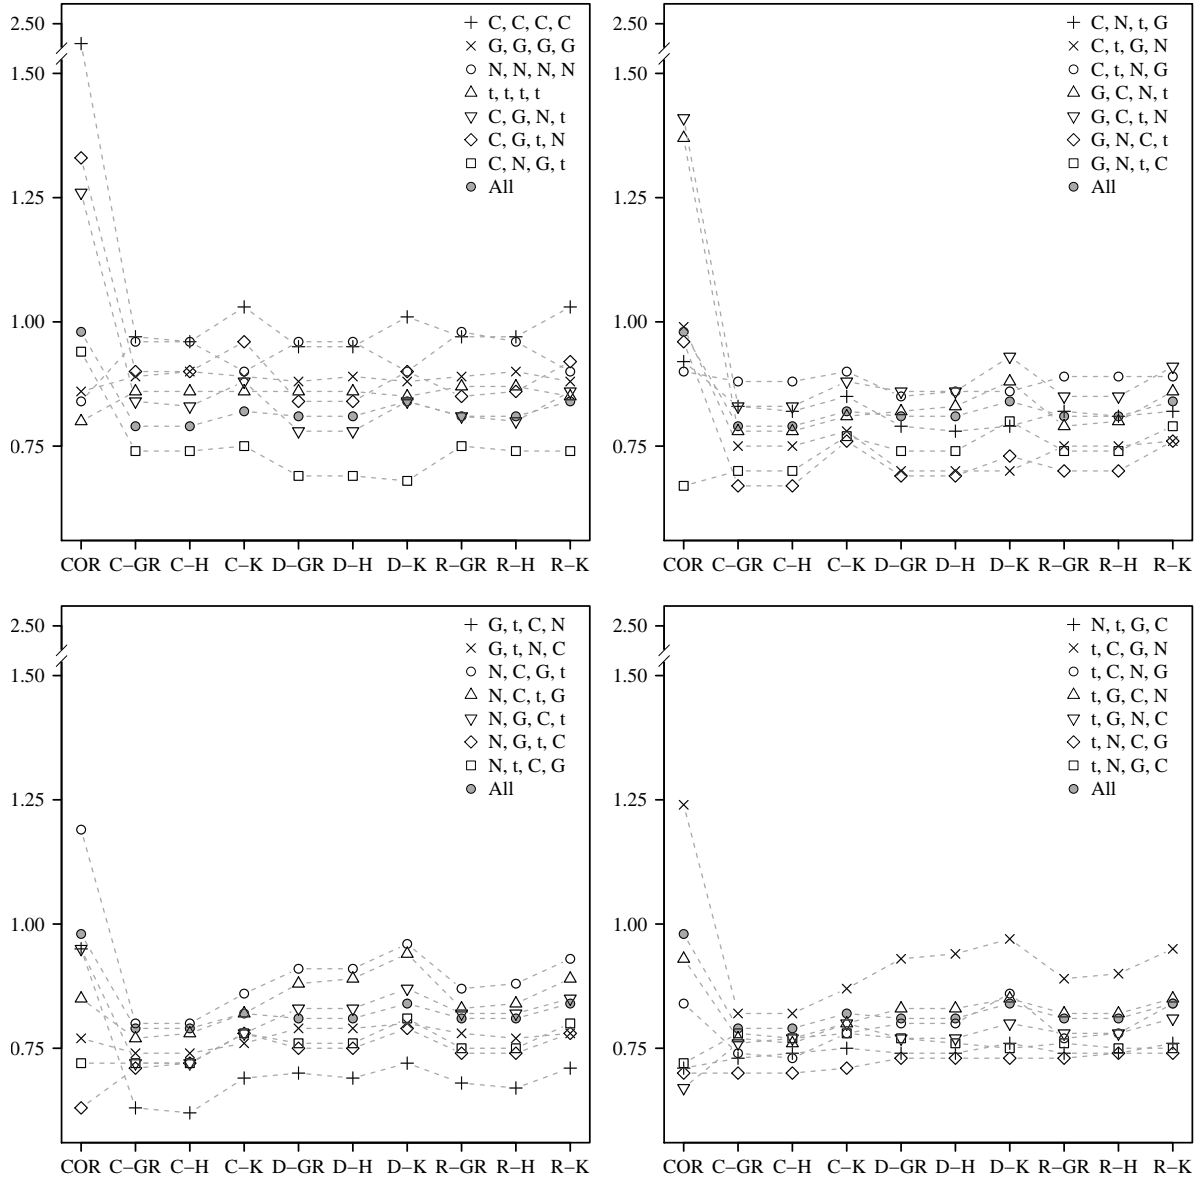 2.50
1.50
1.25
1.00
0.75
C, C, C, C
G, G, G, G
N, N, N, N
t, t, t, t
C, G, N, t
C, G, t, N
C, N, G, t
All
COR C−GR C−H C−K D−GR D−H D−K R−GR R−H R−K
2.50
1.50
1.25
1.00
0.75
C, N, t, G
C, t, G, N
C, t, N, G
G, C, N, t
G, C, t, N
G, N, C, t
G, N, t, C
All
COR C−GR C−H C−K D−GR D−H D−K R−GR R−H R−K
2.50
1.50
1.25
1.00
0.75
G, t, C, N
G, t, N, C
N, C, G, t
N, C, t, G
N, G, C, t
N, G, t, C
N, t, C, G
All
COR C−GR C−H C−K D−GR D−H D−K R−GR R−H R−K
2.50
1.50
1.25
1.00
0.75
N, t, G, C
t, C, G, N
t, C, N, G
t, G, C, N
t, G, N, C
t, N, C, G
t, N, G, C
All
COR C−GR C−H C−K D−GR D−H D−K R−GR R−H R−K